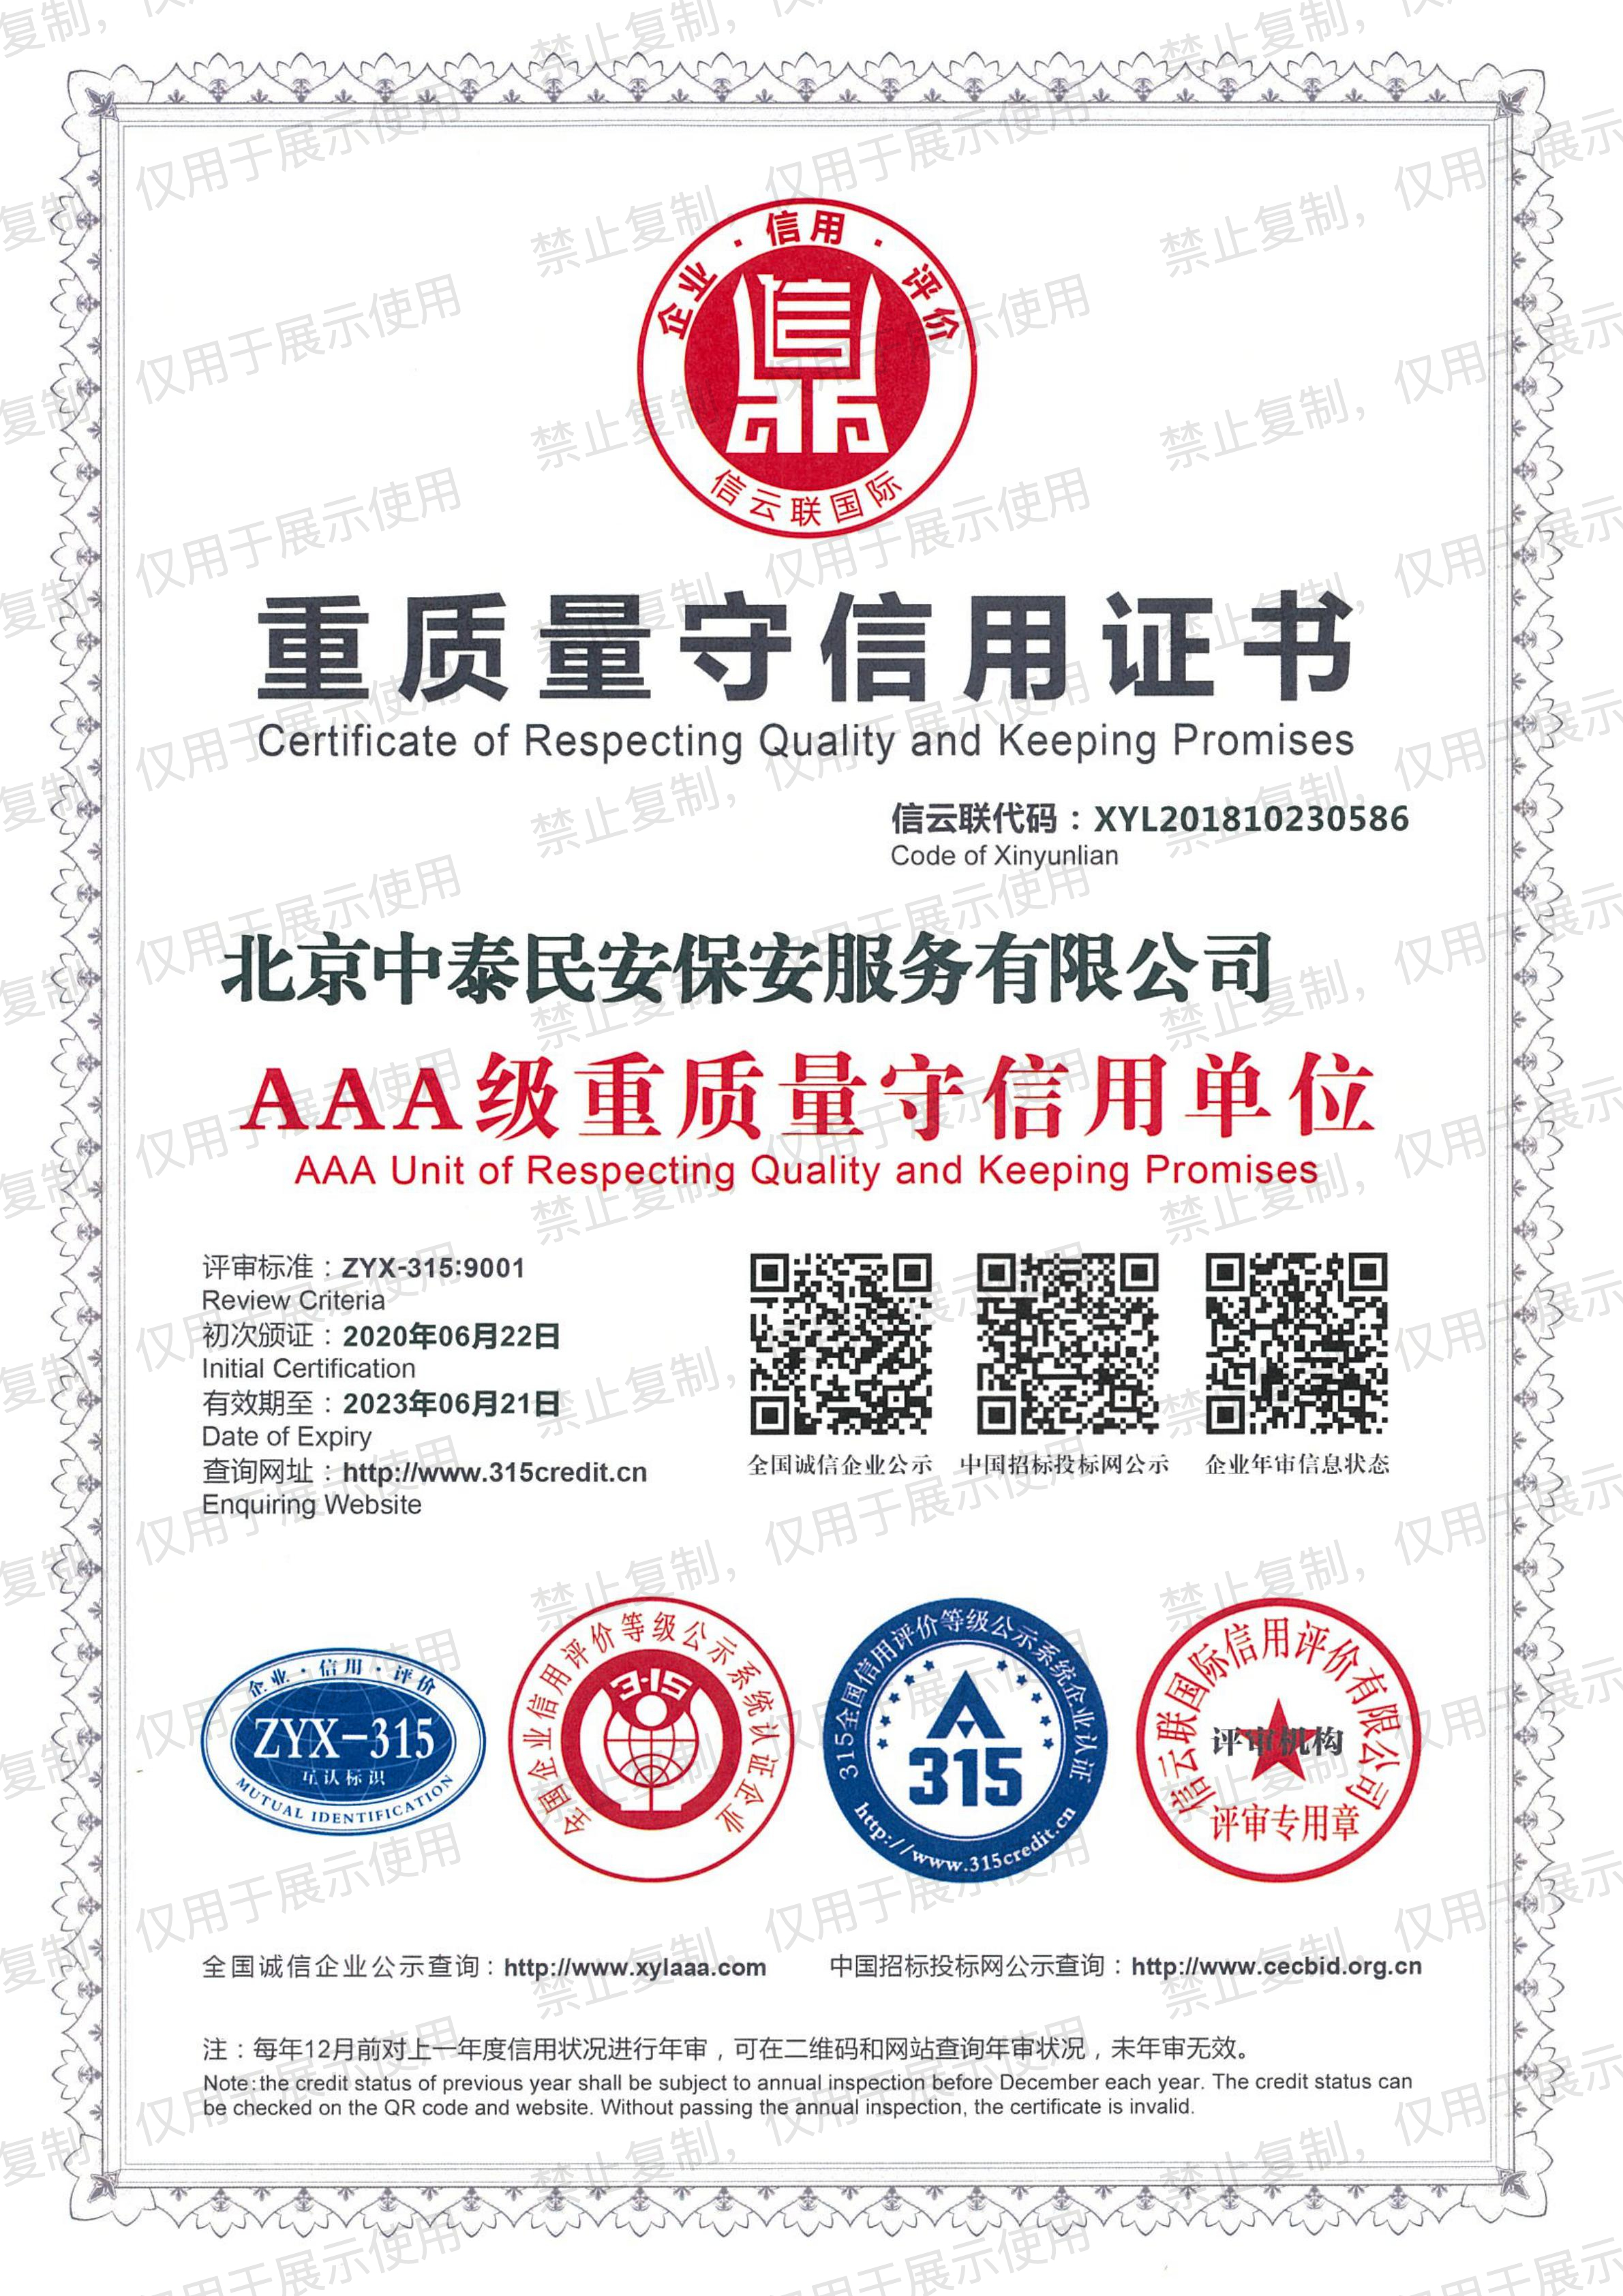 企业·信用·评价
信
信云联国际
重质量守信用证书
Certificate of Respecting Quality and Keeping Promises
信云联代码：XYL201810230586
Code of Xinyunlian
北京中泰民安保安服务有限公司
AAA级重质量守信用单位
AAA Unit of Respecting Quality and Keeping Promises
评审标准：ZYX-315:9001
Review Criteria
初次颁证：2020年06月22日
Initial Certification
有效期至：2023年06月21日
Date of Expiry
查询网址：http://www.315credit.cn
Enquiring Website
全国诚信企业公示
中国招标投标网公示
企业年审信息状态
企业·信用·评价
ZYX-315
互认标识
MUTUAL IDENTIFICATION
全国企业信用评价等级公示系统认证企业
3·15
315全国信用评价等级公示系统企业认证
315
http://www.315credit.cn
信云联国际信用评价有限公司
评审机构
评审专用章
全国诚信企业公示查询：http://www.xylaaa.com
中国招标投标网公示查询：http://www.cecbid.org.cn
注：每年12月前对上一年度信用状况进行年审，可在二维码和网站查询年审状况，未年审无效。
Note:the credit status of previous year shall be subject to annual inspection before December each year. The credit status can
be checked on the QR code and website. Without passing the annual inspection, the certificate is invalid.
禁止复制，仅用于展示使用